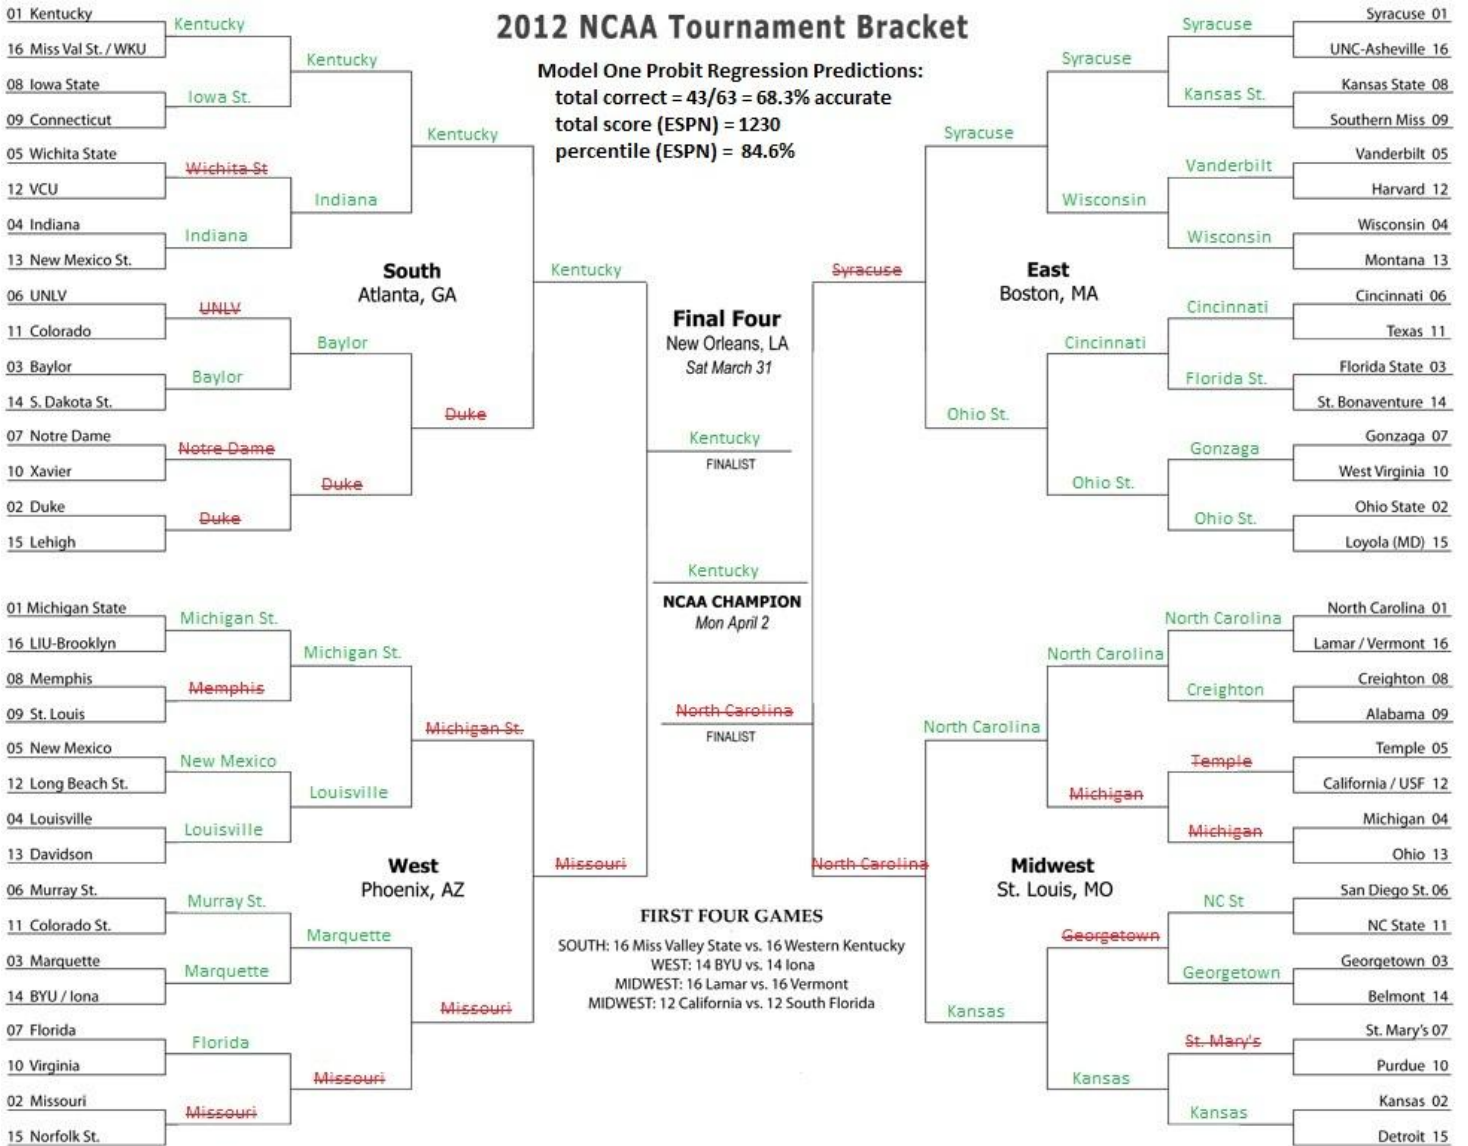 2012 NCAA Tournament Bracket
Model One Probit Regression Predictions:
total correct = 43/63 = 68.3% accurate
total score (ESPN) = 1230
percentile (ESPN) = 84.6%
01 Kentucky
16 Miss Val St. / WKU
08 Iowa State
09 Connecticut
05 Wichita State
12 VCU
04 Indiana
13 New Mexico St.
06 UNLV
11 Colorado
03 Baylor
14 S. Dakota St.
07 Notre Dame
10 Xavier
02 Duke
15 Lehigh
Kentucky
Iowa St.
Wichita St
Indiana
UNLV
Baylor
Notre Dame
Duke
Kentucky
Indiana
Baylor
Duke
Kentucky
Duke
Kentucky
South
Atlanta, GA
01 Michigan State
16 LIU-Brooklyn
08 Memphis
09 St. Louis
05 New Mexico
12 Long Beach St.
04 Louisville
13 Davidson
06 Murray St.
11 Colorado St.
03 Marquette
14 BYU / Iona
07 Florida
10 Virginia
02 Missouri
15 Norfolk St.
Michigan St.
Memphis
New Mexico
Louisville
Murray St.
Marquette
Florida
Missouri
Michigan St.
Louisville
Marquette
Missouri
Michigan St.
Missouri
Missouri
West
Phoenix, AZ
Final Four
New Orleans, LA
Sat March 31
Kentucky
FINALIST
Kentucky
NCAA CHAMPION
Mon April 2
North Carolina
FINALIST
FIRST FOUR GAMES
SOUTH: 16 Miss Valley State vs. 16 Western Kentucky
WEST: 14 BYU vs. 14 Iona
MIDWEST: 16 Lamar vs. 16 Vermont
MIDWEST: 12 California vs. 12 South Florida
Syracuse
East
Boston, MA
Syracuse
Ohio St.
Syracuse
Wisconsin
Cincinnati
Ohio St.
Syracuse
Kansas St.
Vanderbilt
Wisconsin
Cincinnati
Florida St.
Gonzaga
Ohio St.
Syracuse 01
UNC-Asheville 16
Kansas State 08
Southern Miss 09
Vanderbilt 05
Harvard 12
Wisconsin 04
Montana 13
Cincinnati 06
Texas 11
Florida State 03
St. Bonaventure 14
Gonzaga 07
West Virginia 10
Ohio State 02
Loyola (MD) 15
North Carolina
Midwest
St. Louis, MO
North Carolina
Kansas
North Carolina
Michigan
Georgetown
Kansas
North Carolina
Creighton
Temple
Michigan
NC St
Georgetown
St. Mary's
Kansas
North Carolina 01
Lamar / Vermont 16
Creighton 08
Alabama 09
Temple 05
California / USF 12
Michigan 04
Ohio 13
San Diego St. 06
NC State 11
Georgetown 03
Belmont 14
St. Mary's 07
Purdue 10
Kansas 02
Detroit 15